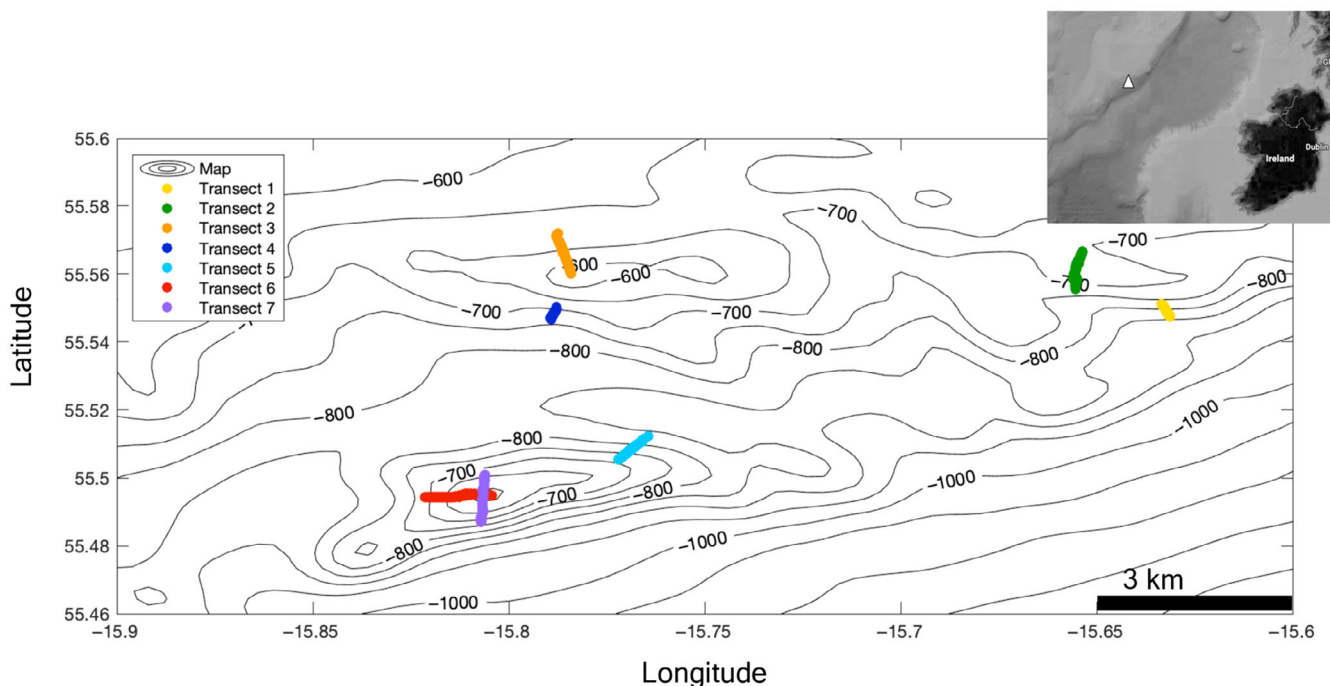 Gl
Dublin
Ireland
55.6
55.58
55.56
55.54
55.52
55.5
55.48
55.46
Latitude
Map
Transect 1
Transect 2
Transect 3
Transect 4
Transect 5
Transect 6
Transect 7
−600
−700
−700
−600
−600
−700
−800
−700
−700
−800
−800
−800
−800
−1000
−800
−700
−1000
−700
−800
−1000
−800
−1000
3 km
−15.9
−15.85
−15.8
−15.75
−15.7
−15.65
−15.6
Longitude